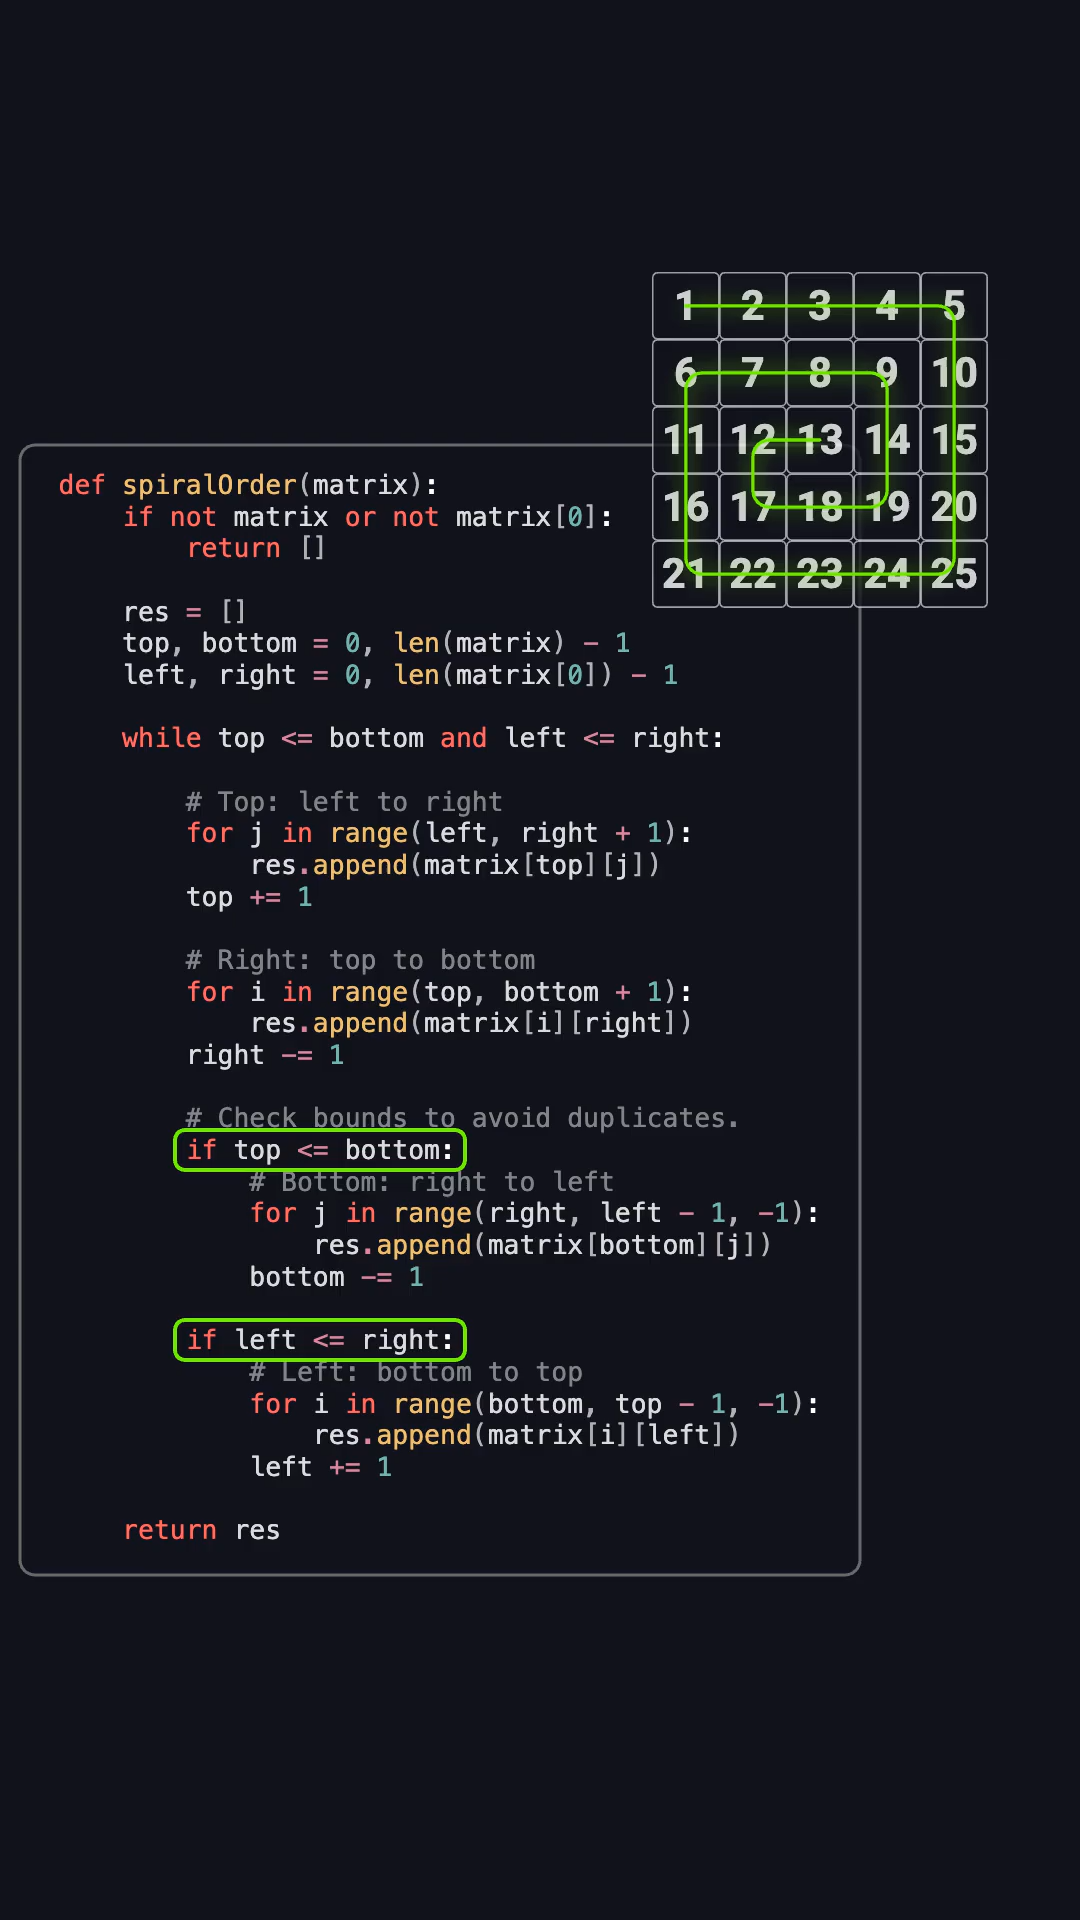 1 2 3 4 5
6 7 8 9 10
11 12 13 14 15
16 17 18 19 20
21 22 23 24 25
def spiralOrder(matrix):
    if not matrix or not matrix[0]:
        return []

    res = []
    top, bottom = 0, len(matrix) - 1
    left, right = 0, len(matrix[0]) - 1

    while top <= bottom and left <= right:

        # Top: left to right
        for j in range(left, right + 1):
            res.append(matrix[top][j])
        top += 1

        # Right: top to bottom
        for i in range(top, bottom + 1):
            res.append(matrix[i][right])
        right -= 1

        # Check bounds to avoid duplicates.
        if top <= bottom:
            # Bottom: right to left
            for j in range(right, left - 1, -1):
                res.append(matrix[bottom][j])
            bottom -= 1

        if left <= right:
            # Left: bottom to top
            for i in range(bottom, top - 1, -1):
                res.append(matrix[i][left])
            left += 1

    return res